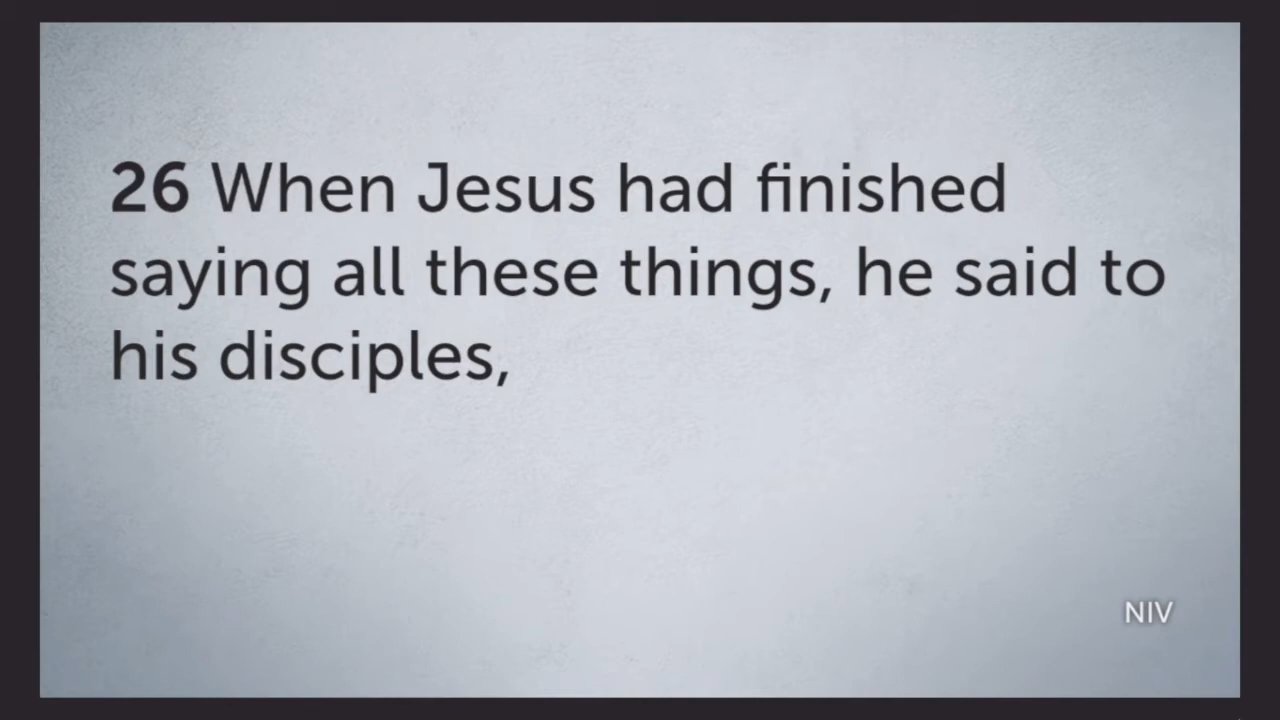 26 When Jesus had finished
saying all these things, he said to
his disciples,
NIV